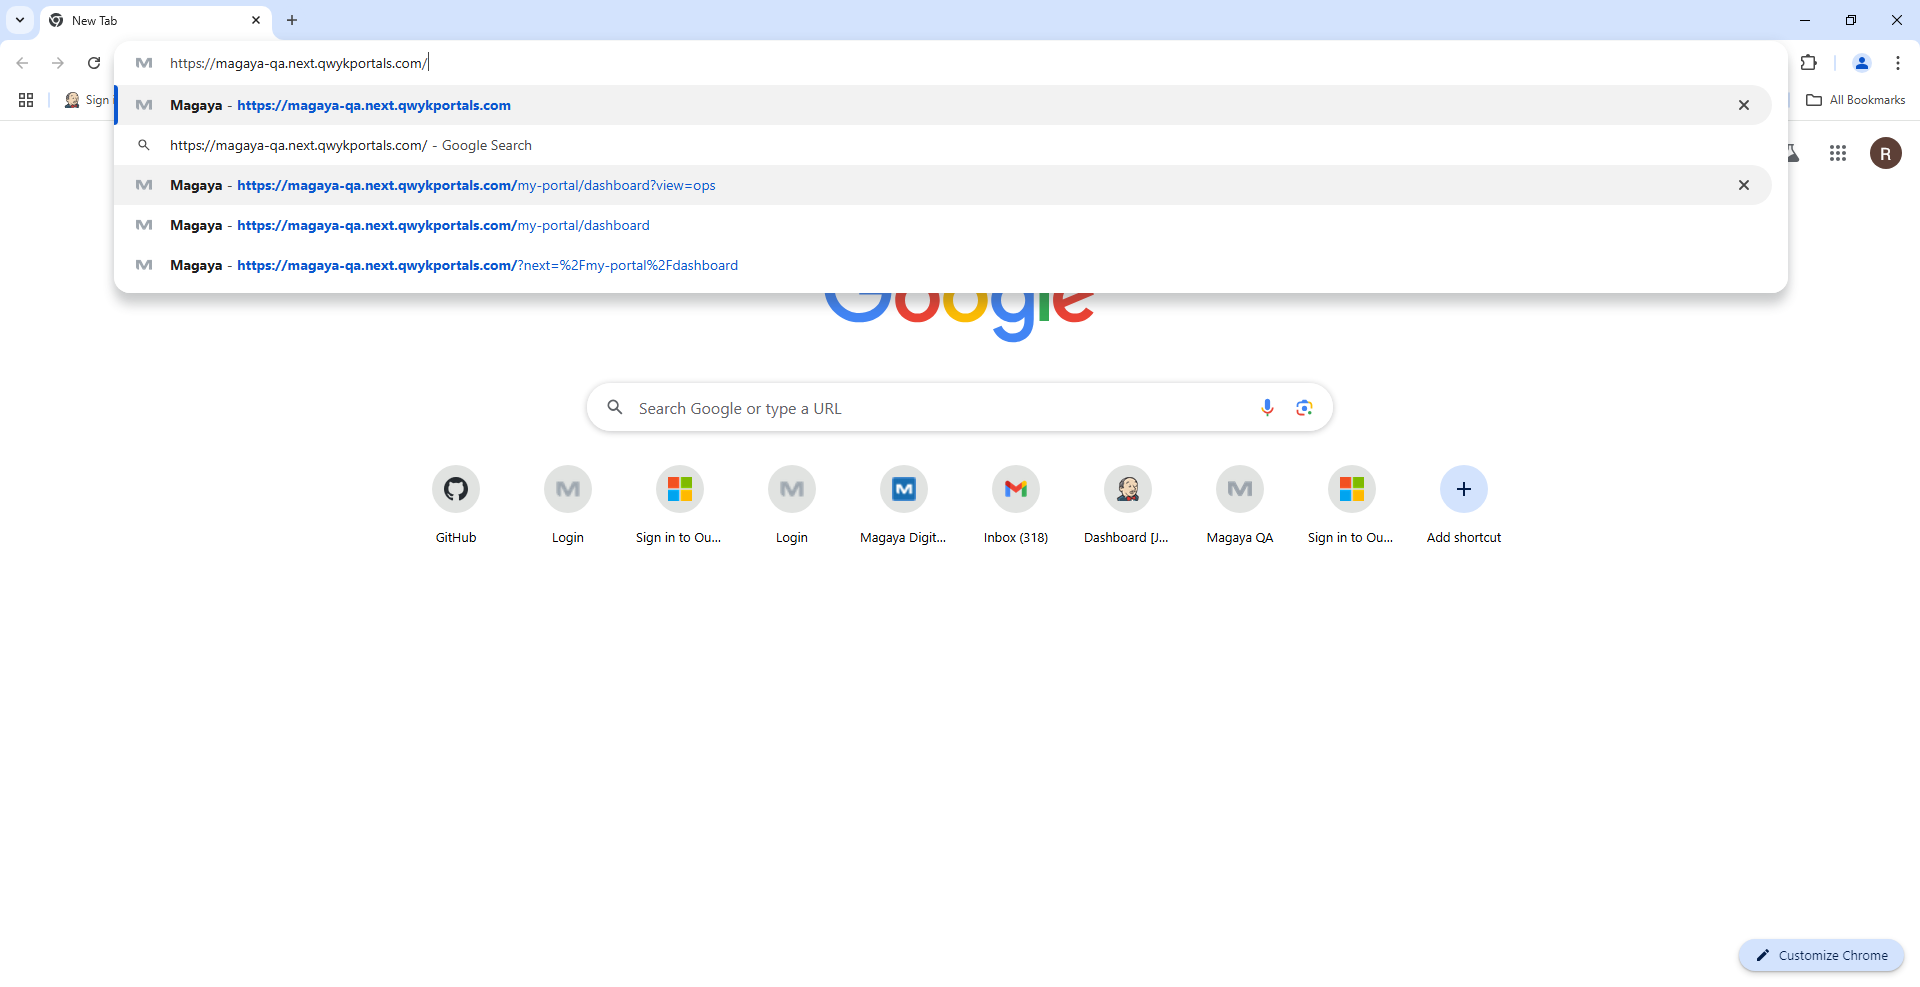 New Tab
https://magaya-qa.next.qwykportals.com/
Sign i
All Bookmarks
Magaya - https://magaya-qa.next.qwykportals.com
https://magaya-qa.next.qwykportals.com/ - Google Search
Magaya - https://magaya-qa.next.qwykportals.com/my-portal/dashboard?view=ops
Magaya - https://magaya-qa.next.qwykportals.com/my-portal/dashboard
Magaya - https://magaya-qa.next.qwykportals.com/?next=%2Fmy-portal%2Fdashboard
R
Google
Search Google or type a URL
GitHub
Login
Sign in to Ou...
Login
Magaya Digit...
Inbox (318)
Dashboard [J...
Magaya QA
Sign in to Ou...
Add shortcut
Customize Chrome